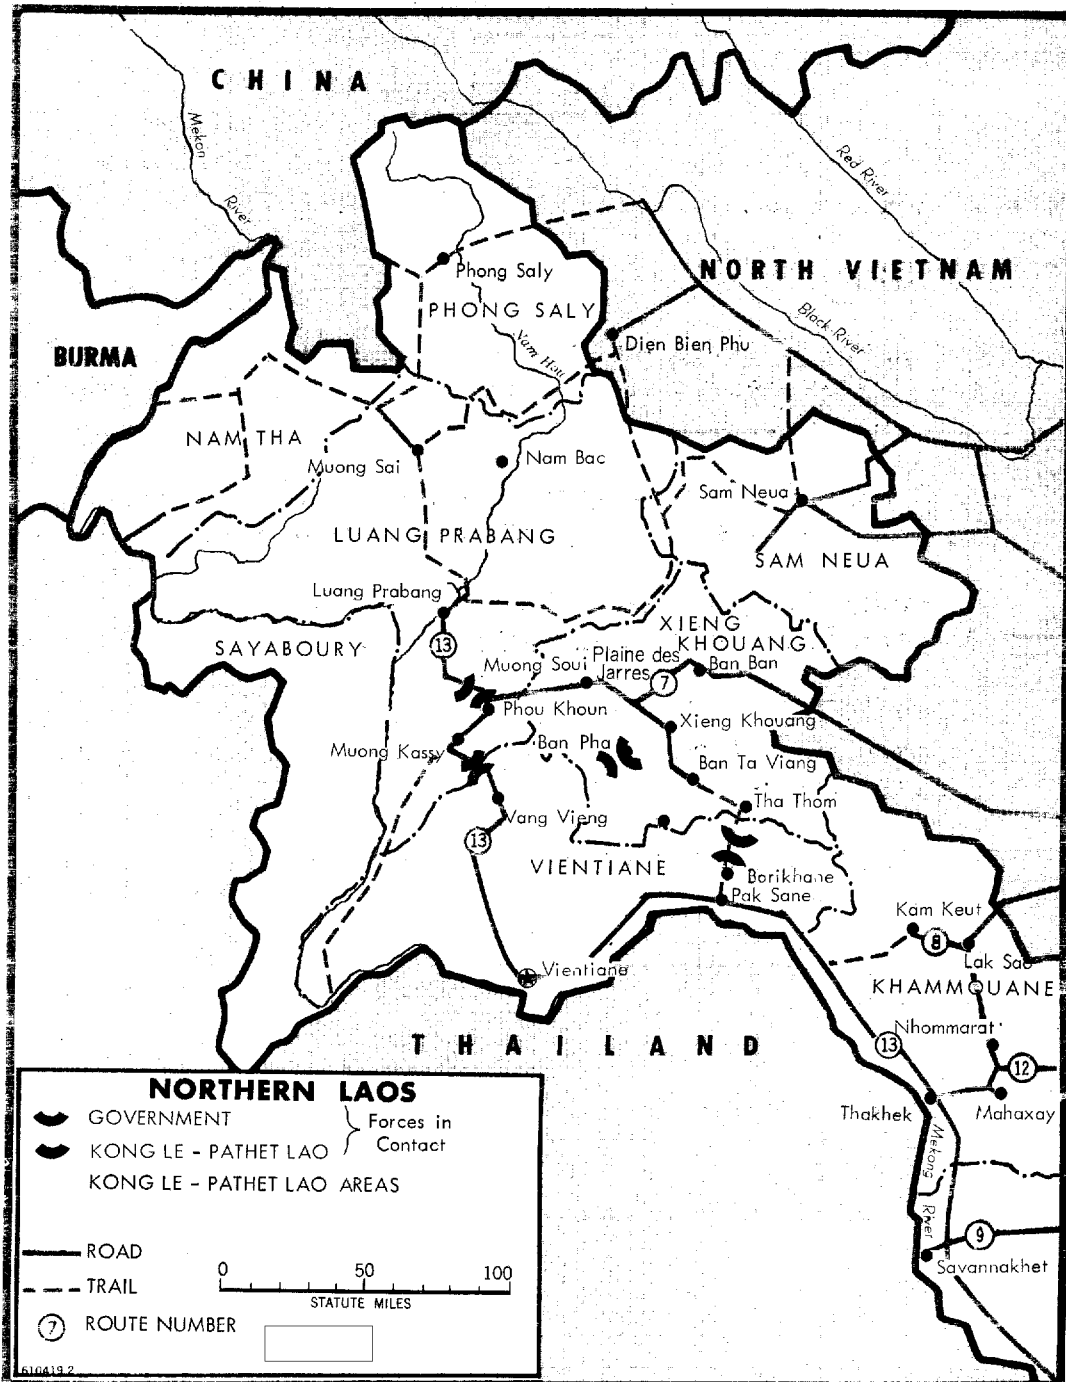 CHINA
Mekon
River
Red River
Phong Saly
NORTH VIETNAM
PHONG SALY
Black River
BURMA
Nam Hou
Dien Bien Phu
NAM THA
Muong Sai
Nam Bac
Sam Neua
LUANG PRABANG
SAM NEUA
Luang Prabang
XIENG
KHOUANG
SAYABOURY
13
Muong Soui
Plaine des
Jarres
Ban Ban
7
Phou Khoun
Xieng Khouang
Muong Kassy
Ban Pha
Ban Ta Viang
Tha Thom
Vang Vieng
13
VIENTIANE
Borikhane
Pak Sane
Kam Keut
8
Lak Sao
Vientiane
KHAMMOUANE
THAILAND
Nhommarat
13
12
Thakhek
Mahaxay
Mekong
River
9
Savannakhet
NORTHERN LAOS
GOVERNMENT
KONG LE - PATHET LAO
Forces in
Contact
KONG LE - PATHET LAO AREAS
ROAD
TRAIL
0 50 100
STATUTE MILES
7 ROUTE NUMBER
610419 2